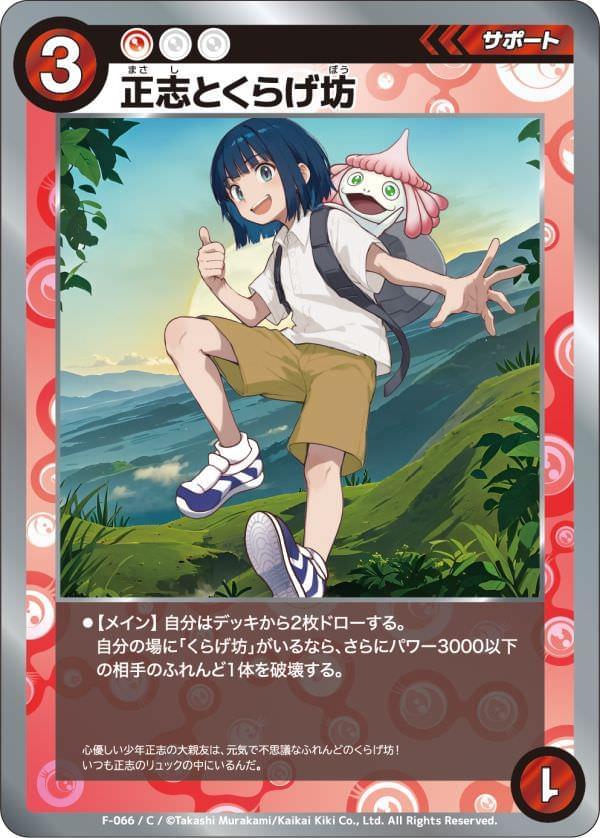 3
サポート
まさ し ぼう
正志とくらげ坊
●【メイン】自分はデッキから2枚ドローする。
自分の場に「くらげ坊」がいるなら、さらにパワー3000以下
の相手のふれんど1体を破壊する。
心優しい少年正志の大親友は、元気で不思議なふれんどのくらげ坊！
いつも正志のリュックの中にいるんだ。
1
F-066 / C / ©Takashi Murakami/Kaikai Kiki Co., Ltd. All Rights Reserved.